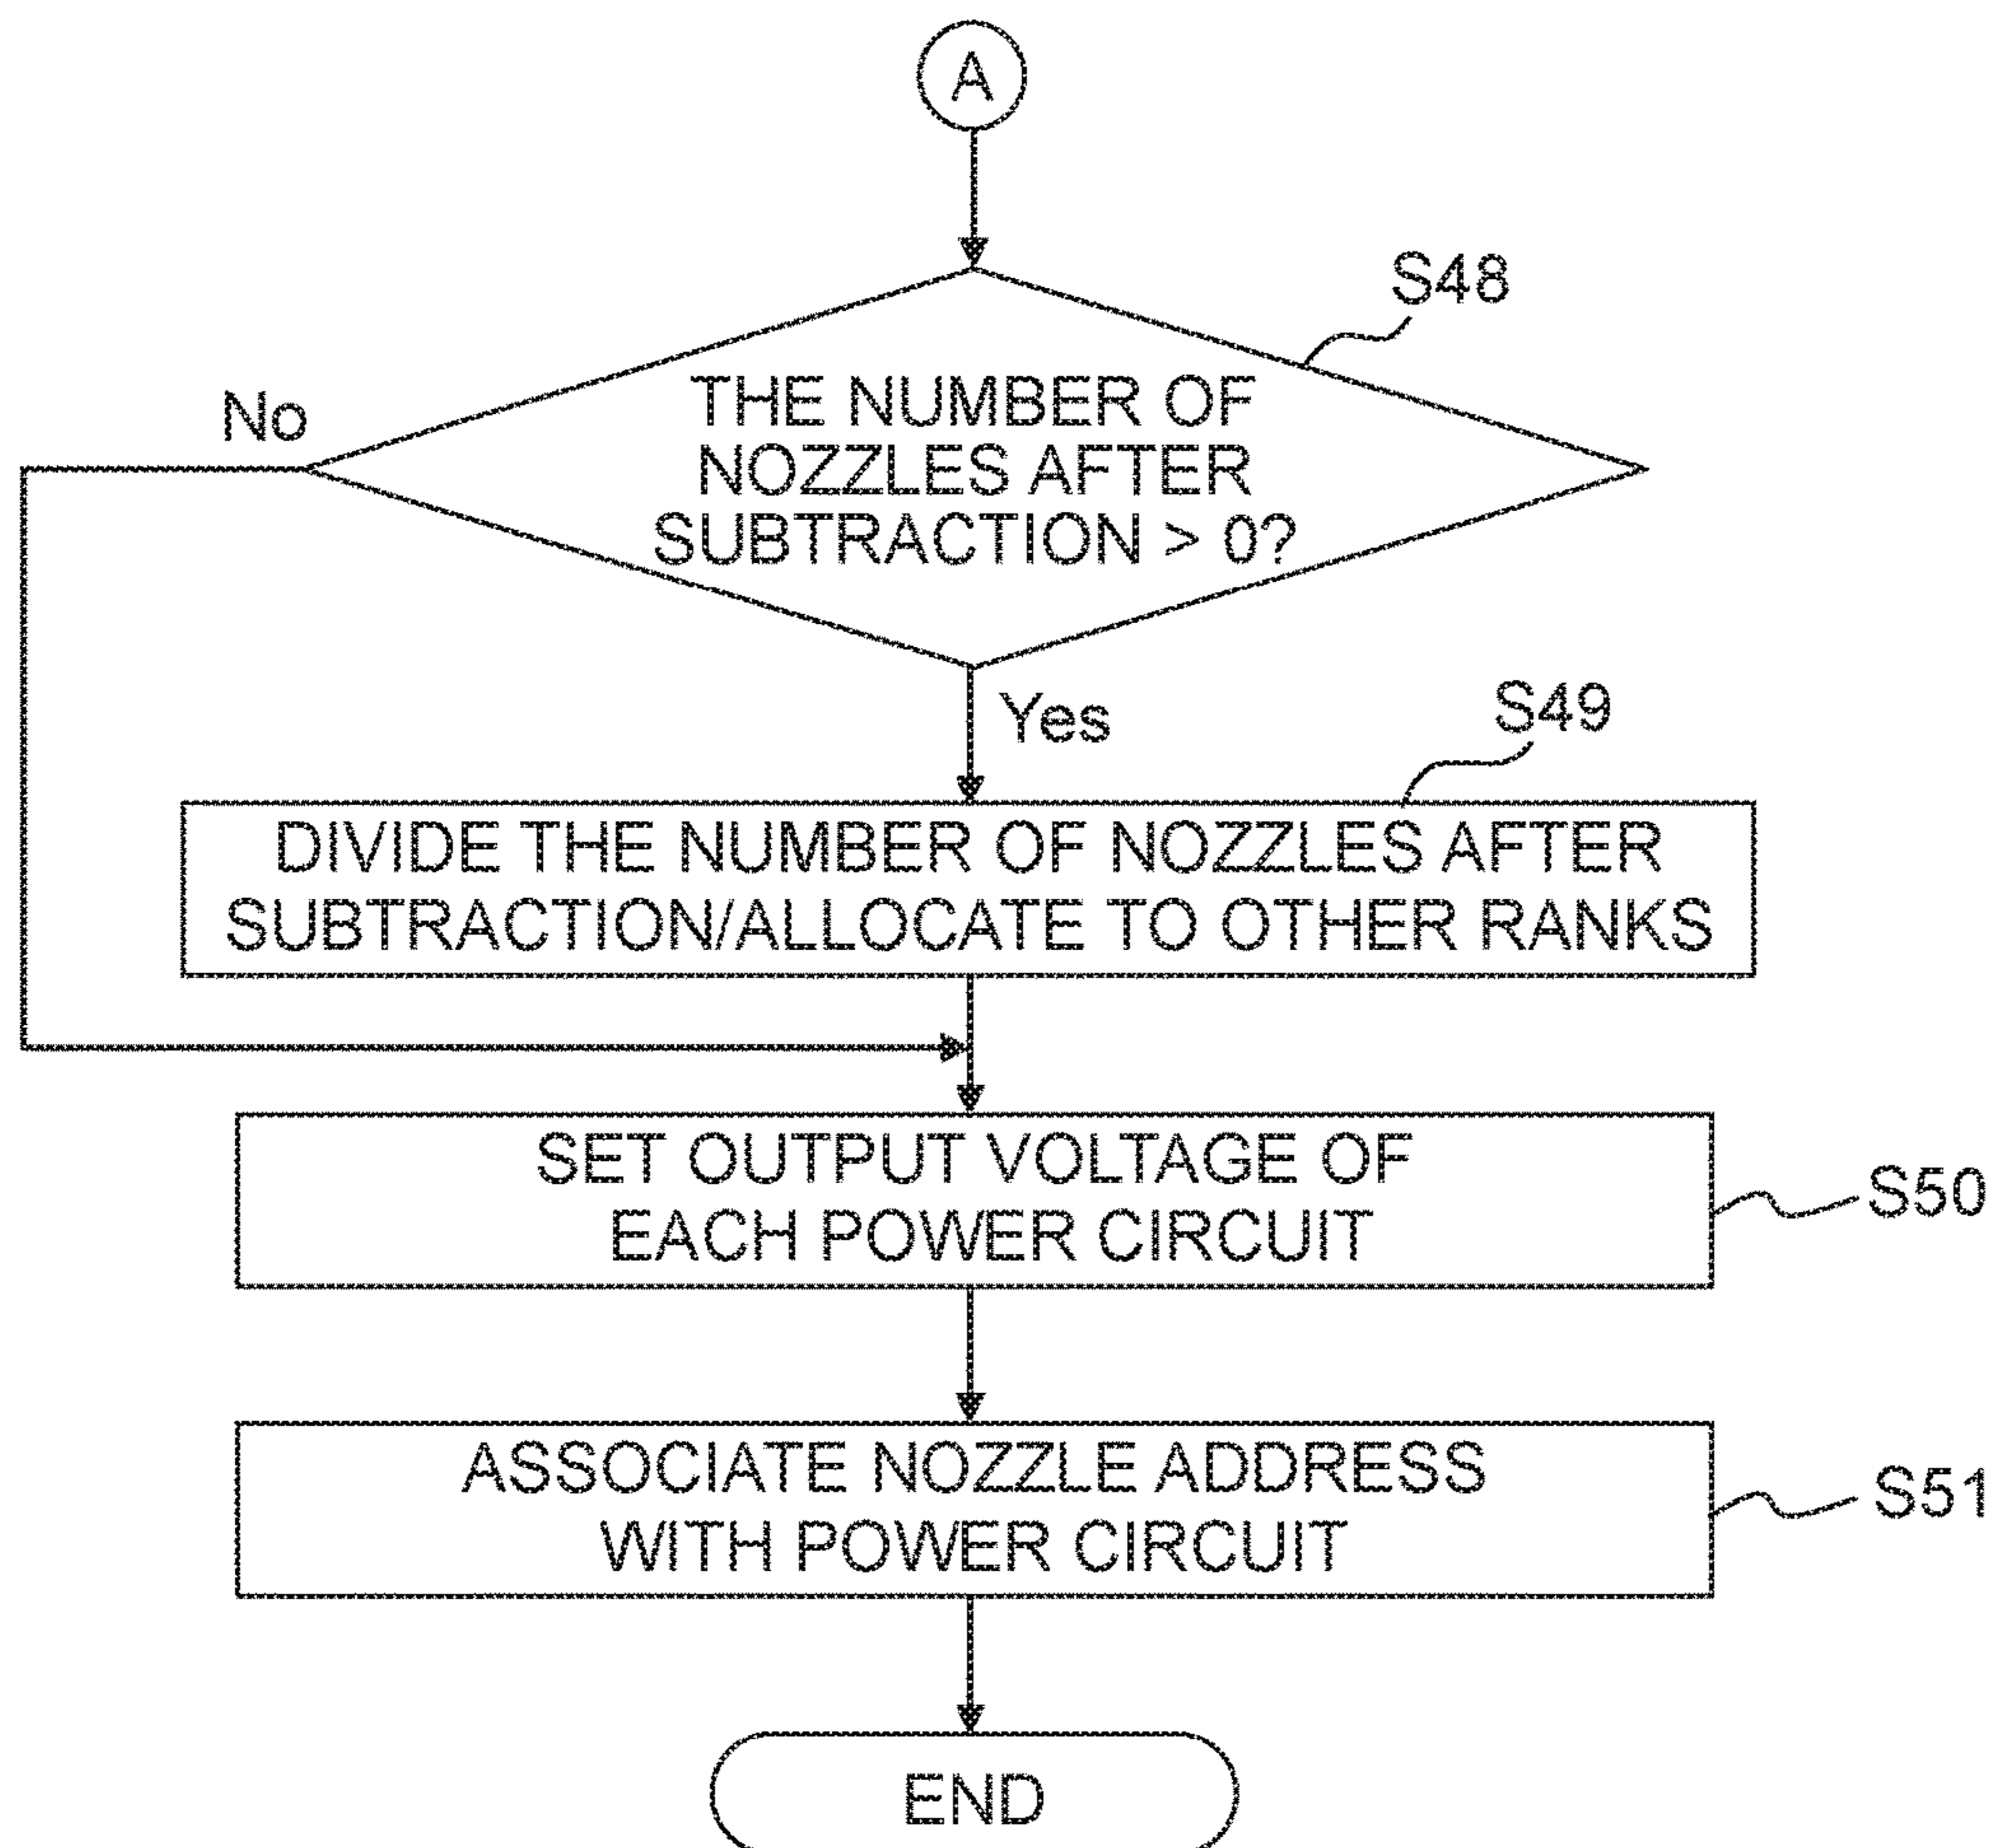 A
S48
No
THE NUMBER OF
NOZZLES AFTER
SUBTRACTION > 0?
Yes
S49
DIVIDE THE NUMBER OF NOZZLES AFTER
SUBTRACTION/ALLOCATE TO OTHER RANKS
SET OUTPUT VOLTAGE OF
EACH POWER CIRCUIT
S50
ASSOCIATE NOZZLE ADDRESS
WITH POWER CIRCUIT
S51
END